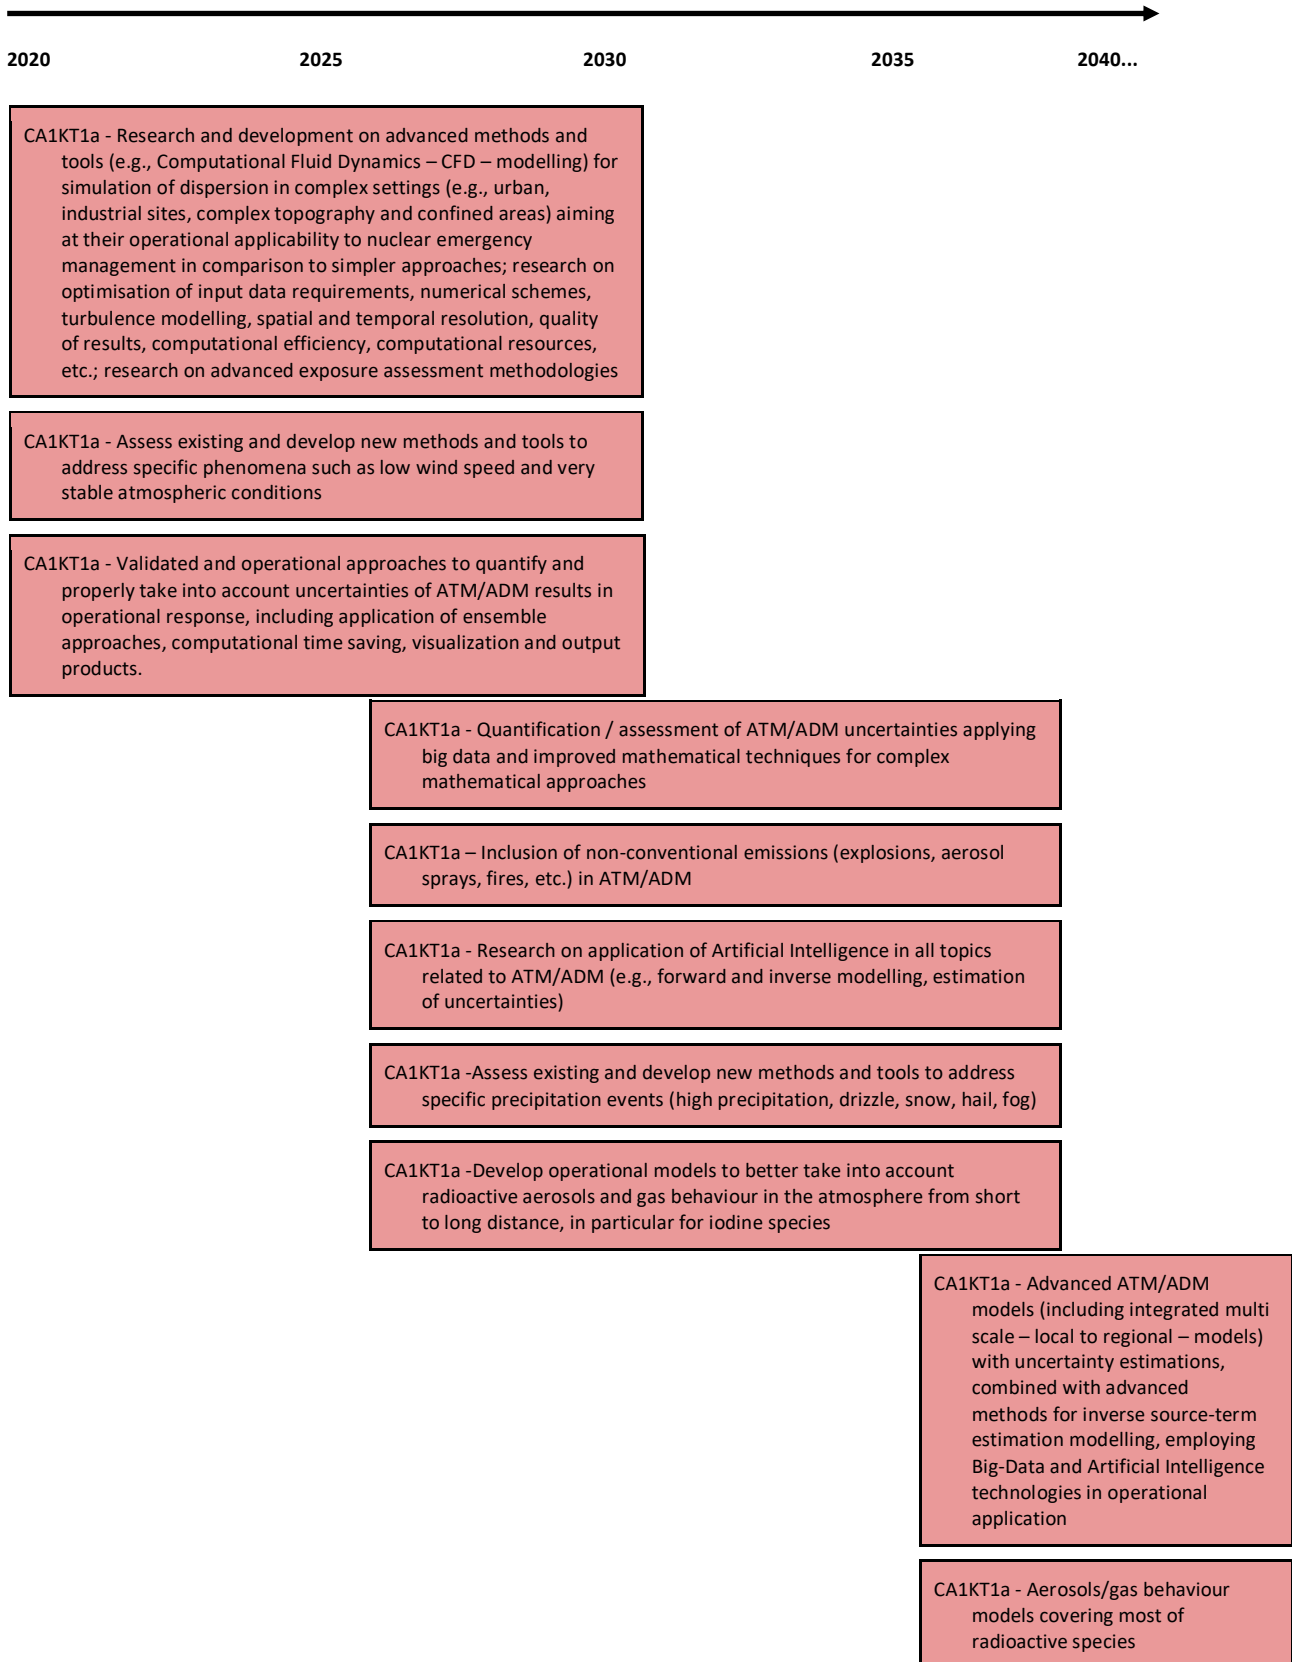 2020 2025 2030 2035 2040...
CA1KT1a - Research and development on advanced methods and
tools (e.g., Computational Fluid Dynamics – CFD – modelling) for
simulation of dispersion in complex settings (e.g., urban,
industrial sites, complex topography and confined areas) aiming
at their operational applicability to nuclear emergency
management in comparison to simpler approaches; research on
optimisation of input data requirements, numerical schemes,
turbulence modelling, spatial and temporal resolution, quality
of results, computational efficiency, computational resources,
etc.; research on advanced exposure assessment methodologies
CA1KT1a - Assess existing and develop new methods and tools to
address specific phenomena such as low wind speed and very
stable atmospheric conditions
CA1KT1a - Validated and operational approaches to quantify and
properly take into account uncertainties of ATM/ADM results in
operational response, including application of ensemble
approaches, computational time saving, visualization and output
products.
CA1KT1a - Quantification / assessment of ATM/ADM uncertainties applying
big data and improved mathematical techniques for complex
mathematical approaches
CA1KT1a – Inclusion of non-conventional emissions (explosions, aerosol
sprays, fires, etc.) in ATM/ADM
CA1KT1a - Research on application of Artificial Intelligence in all topics
related to ATM/ADM (e.g., forward and inverse modelling, estimation
of uncertainties)
CA1KT1a -Assess existing and develop new methods and tools to address
specific precipitation events (high precipitation, drizzle, snow, hail, fog)
CA1KT1a -Develop operational models to better take into account
radioactive aerosols and gas behaviour in the atmosphere from short
to long distance, in particular for iodine species
CA1KT1a - Advanced ATM/ADM
models (including integrated multi
scale – local to regional – models)
with uncertainty estimations,
combined with advanced
methods for inverse source-term
estimation modelling, employing
Big-Data and Artificial Intelligence
technologies in operational
application
CA1KT1a - Aerosols/gas behaviour
models covering most of
radioactive species